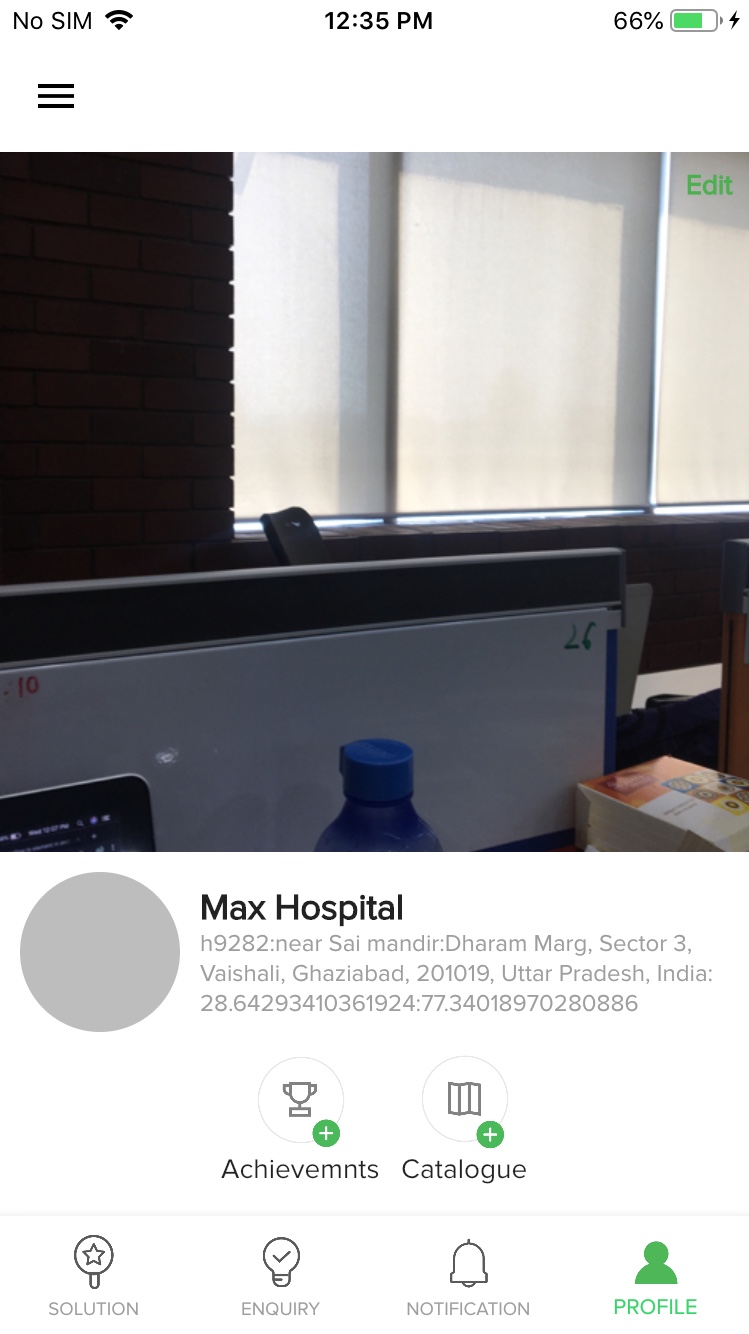 No SIM 12:35 PM 66%
Edit
26
10
Max Hospital
h9282:near Sai mandir:Dharam Marg, Sector 3,
Vaishali, Ghaziabad, 201019, Uttar Pradesh, India:
28.64293410361924:77.34018970280886
Achievemnts Catalogue
SOLUTION ENQUIRY NOTIFICATION PROFILE